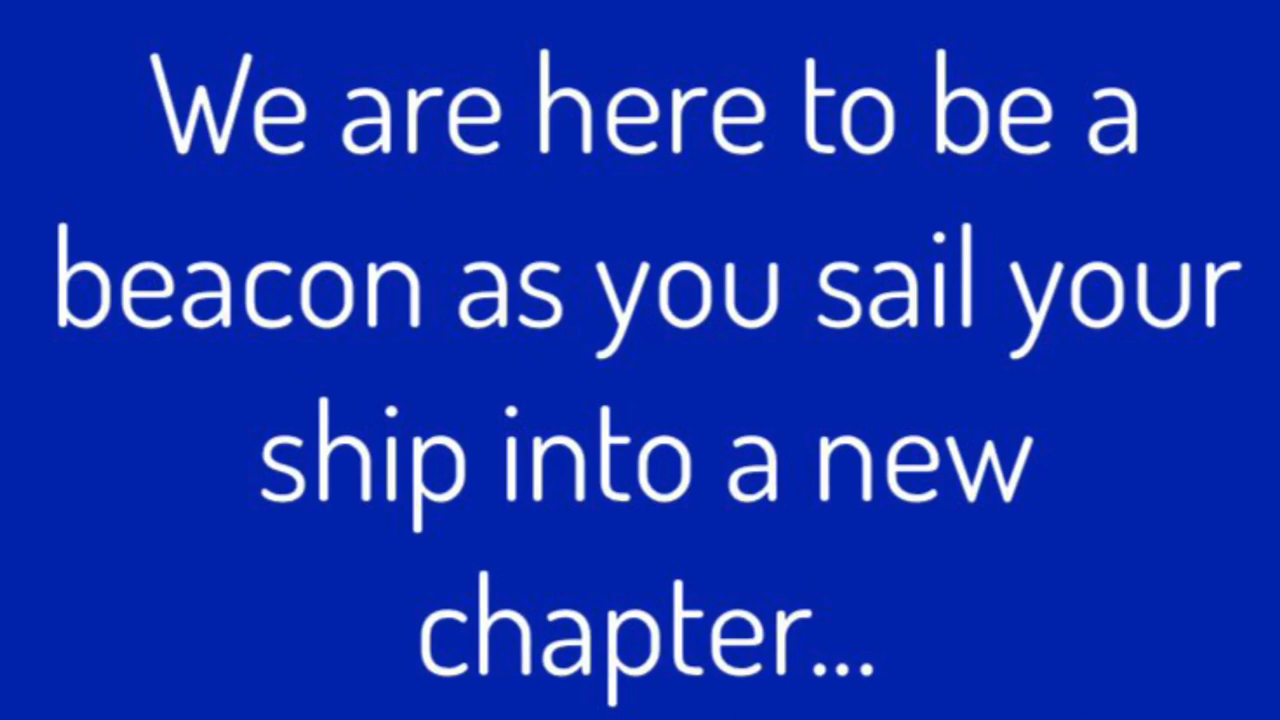 We are here to be a
beacon as you sail your
ship into a new
chapter...